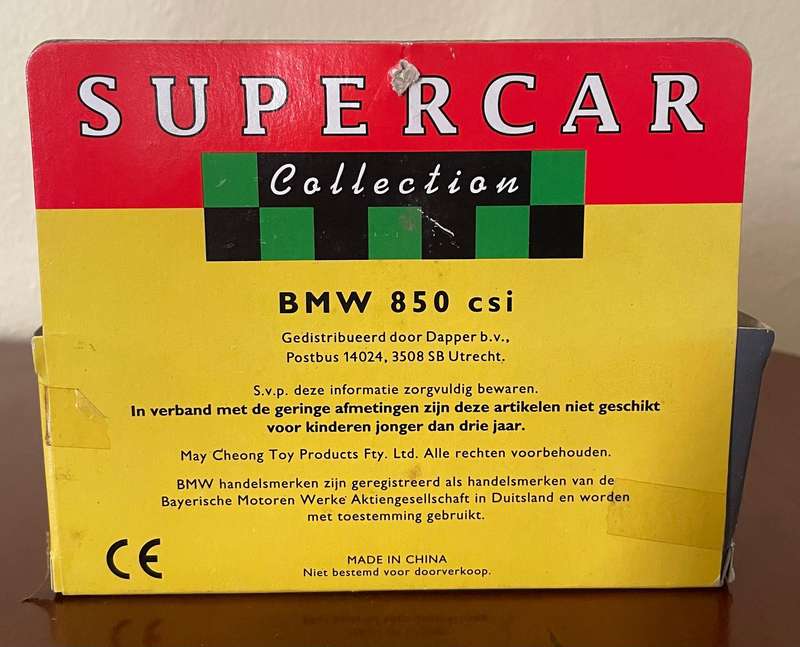 SUPERCAR
Collection
BMW 850 csi
Gedistribueerd door Dapper b.v.,
Postbus 14024, 3508 SB Utrecht.
S.v.p. deze informatie zorgvuldig bewaren.
In verband met de geringe afmetingen zijn deze artikelen niet geschikt
voor kinderen jonger dan drie jaar.
May Cheong Toy Products Fty. Ltd. Alle rechten voorbehouden.
BMW handelsmerken zijn geregistreerd als handelsmerken van de
Bayerische Motoren Werke Aktiengesellschaft in Duitsland en worden
met toestemming gebruikt.
CE
MADE IN CHINA
Niet bestemd voor doorverkoop.